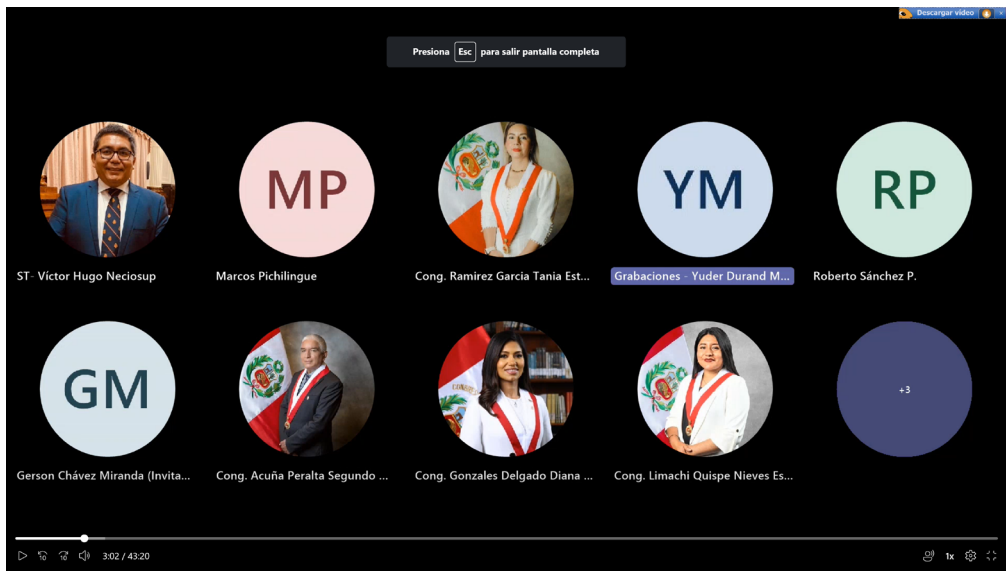 Descargar video
Presiona Esc para salir pantalla completa
MP
YM
RP
ST- Víctor Hugo Neciosup
Marcos Pichilingue
Cong. Ramirez Garcia Tania Est...
Grabaciones - Yuder Durand M...
Roberto Sánchez P.
GM
+3
Gerson Chávez Miranda (Invita...
Cong. Acuña Peralta Segundo ...
Cong. Gonzales Delgado Diana ...
Cong. Limachi Quispe Nieves Es...
10
10
3:02 / 43:20
1x